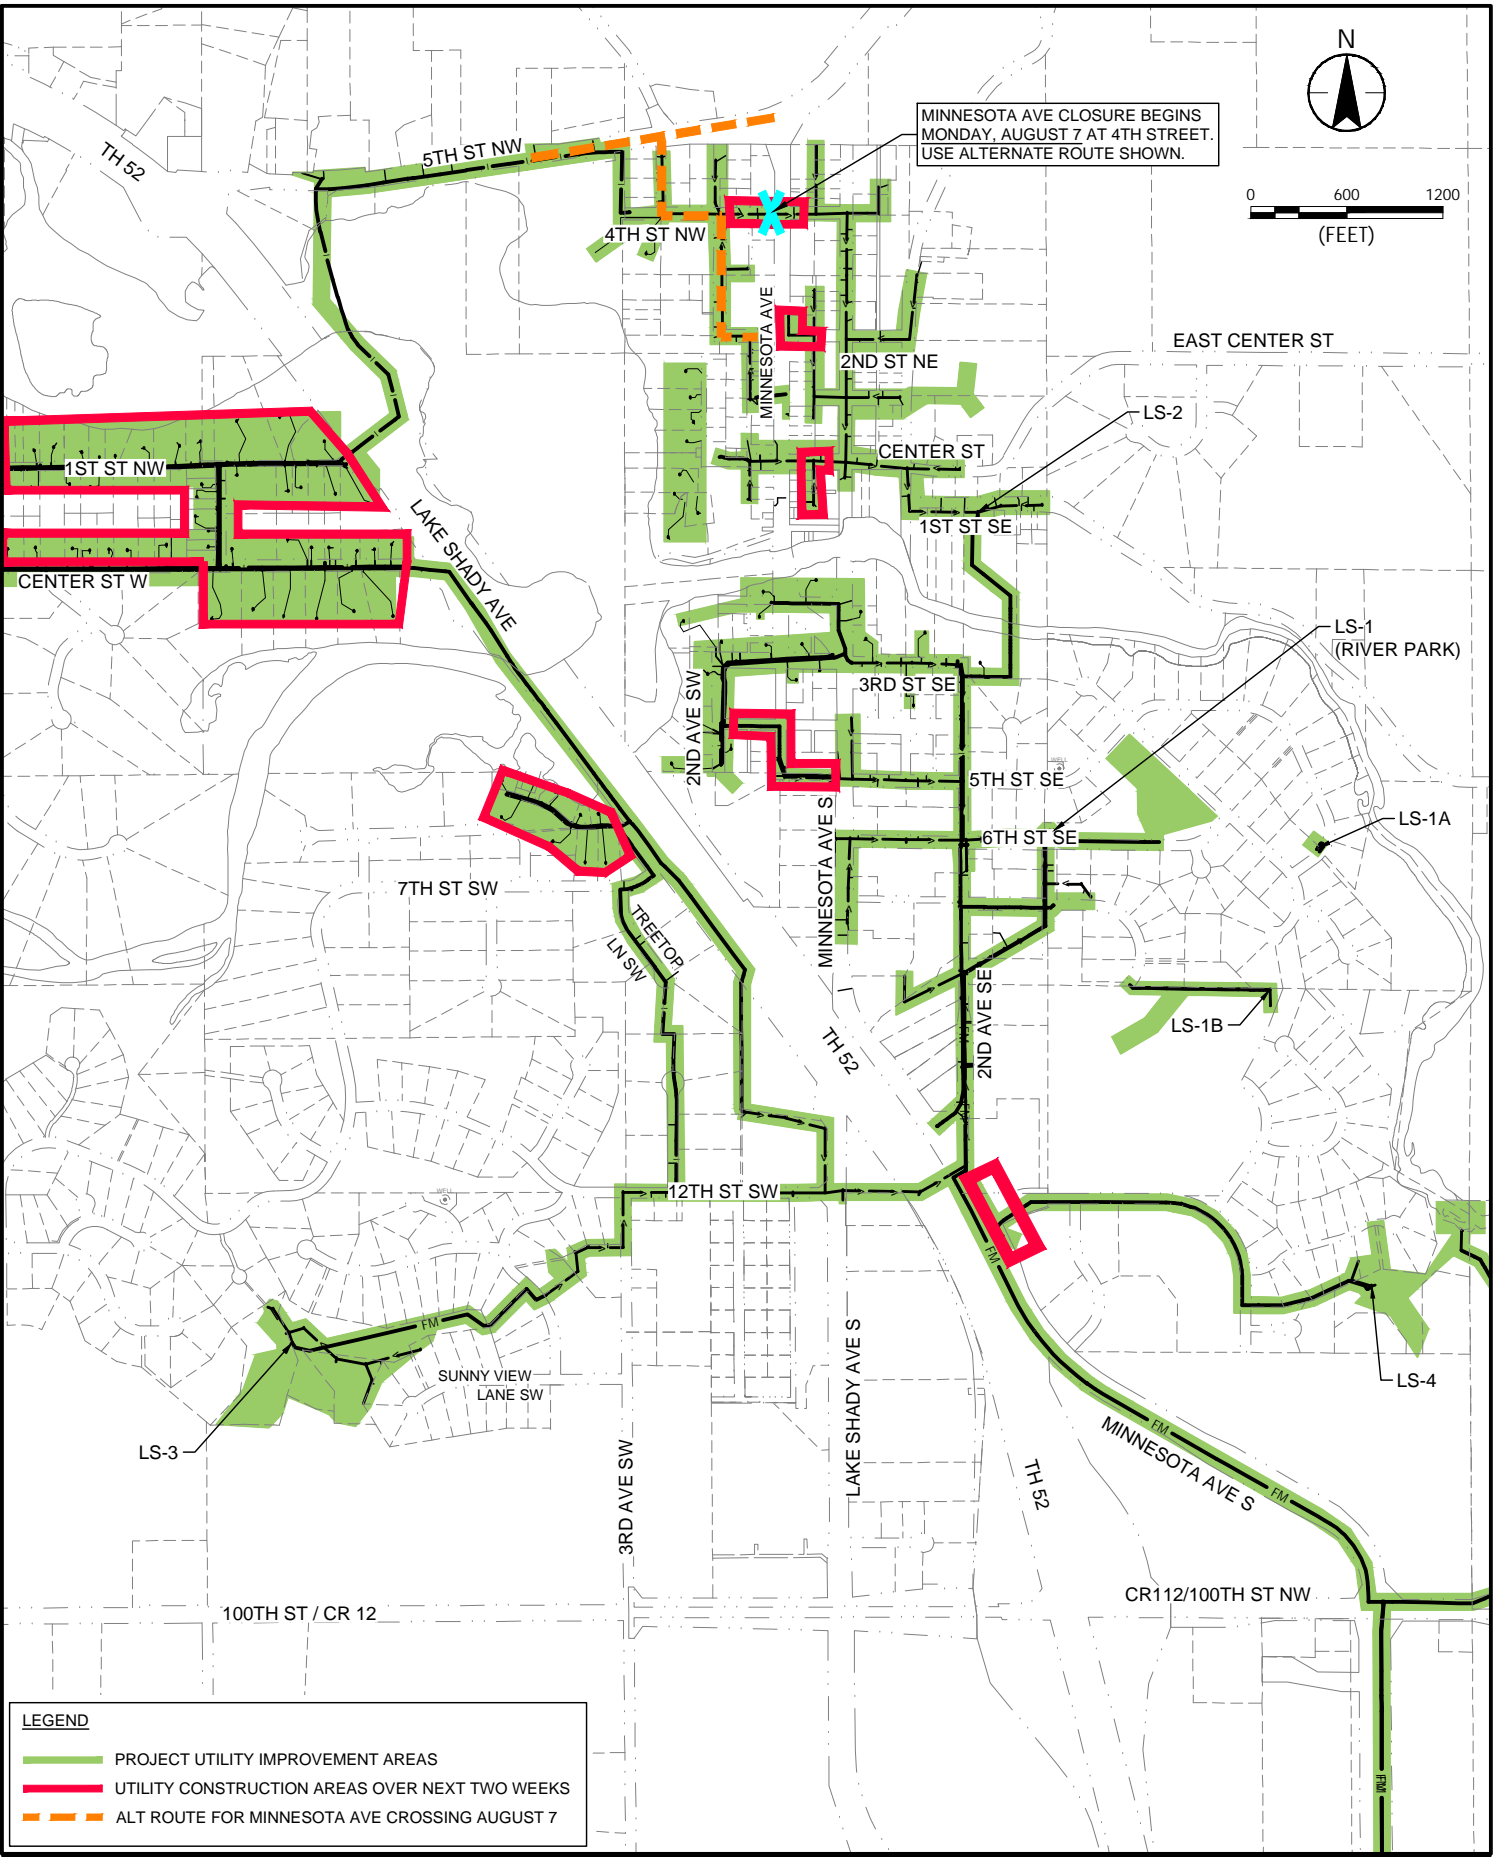 N
MINNESOTA AVE CLOSURE BEGINS
MONDAY, AUGUST 7 AT 4TH STREET.
USE ALTERNATE ROUTE SHOWN.
0 600 1200
(FEET)
TH 52
5TH ST NW
4TH ST NW
MINNESOTA AVE
2ND ST NE
EAST CENTER ST
LS-2
CENTER ST
1ST ST NW
LAKE SHADY AVE
1ST ST SE
CENTER ST W
LS-1
(RIVER PARK)
3RD ST SE
2ND AVE SW
WELL
5TH ST SE
LS-1A
6TH ST SE
MINNESOTA AVE S
7TH ST SW
TREETOP
LN SW
2ND AVE SE
LS-1B
TH 52
FM
WELL
12TH ST SW
FM
FM
SUNNY VIEW
LANE SW
LS-3
LS-4
LAKE SHADY AVE S
3RD AVE SW
TH 52
FM
MINNESOTA AVE S
FM
100TH ST / CR 12
CR112/100TH ST NW
FM
LEGEND
PROJECT UTILITY IMPROVEMENT AREAS
UTILITY CONSTRUCTION AREAS OVER NEXT TWO WEEKS
ALT ROUTE FOR MINNESOTA AVE CROSSING AUGUST 7